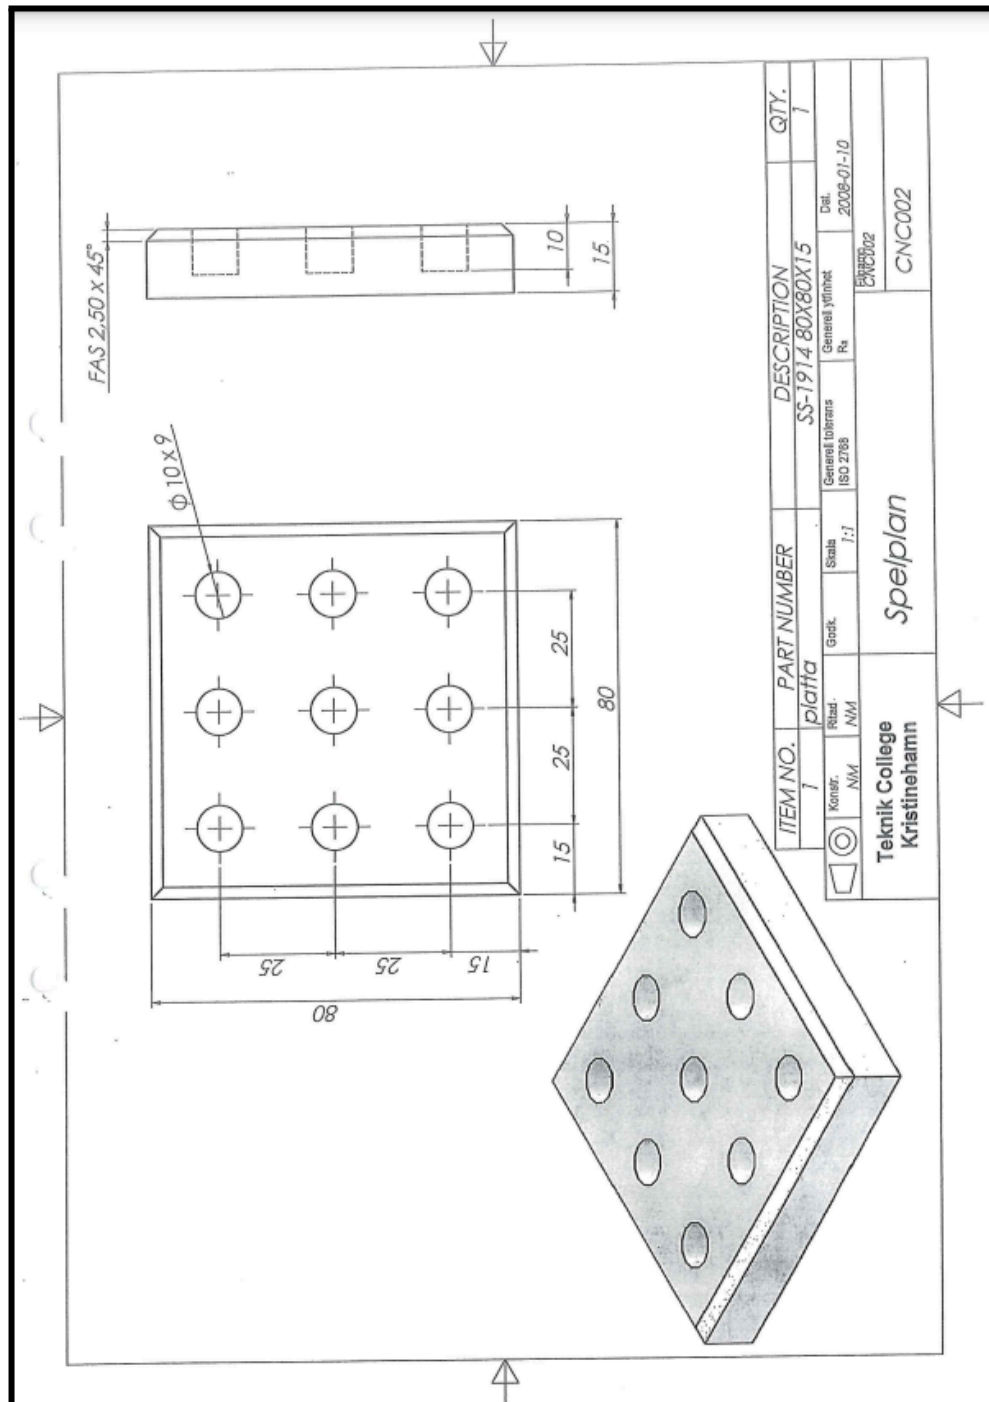 FAS 2,50 x 45°
10
15
Φ 10 x 9
25
25
15
80
25
25
15
80
ITEM NO. PART NUMBER DESCRIPTION QTY.
1 platta SS-1914 80X80X15 1
Konstr. NM
Ritad NM
Godk.
Skala 1:1
Generell tolerans ISO 2768
Generell ytfinhet Ra
Dat. 2008-01-10
Teknik College
Kristinehamn
Spelplan
CNC002
CNC002